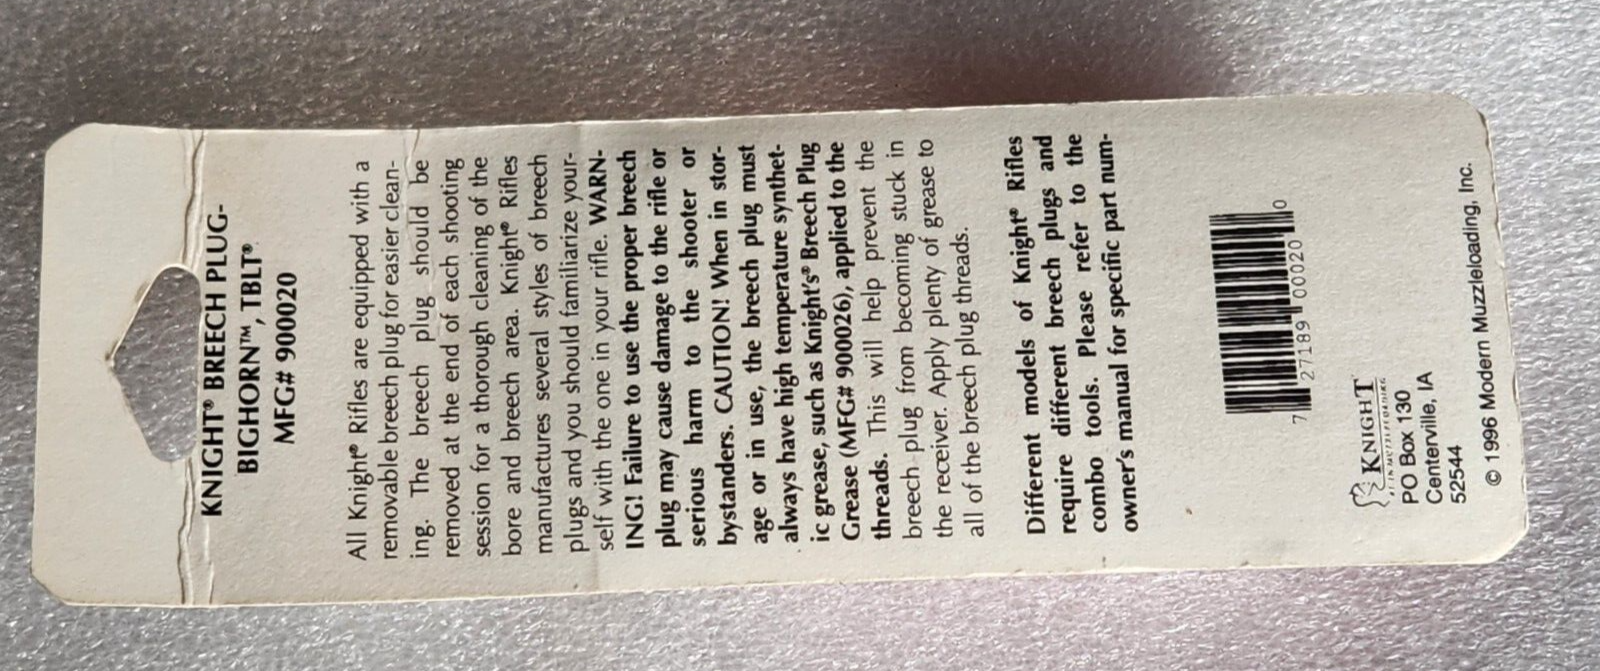 KNIGHT® BREECH PLUG-
BIGHORN™, TBLT®
MFG# 900020
All Knight® Rifles are equipped with a
removable breech plug for easier clean-
ing. The breech plug should be
removed at the end of each shooting
session for a thorough cleaning of the
bore and breech area. Knight® Rifles
manufactures several styles of breech
plugs and you should familiarize your-
self with the one in your rifle. WARN-
ING! Failure to use the proper breech
plug may cause damage to the rifle or
serious harm to the shooter or
bystanders. CAUTION! When in stor-
age or in use, the breech plug must
always have high temperature synthet-
ic grease, such as Knight's® Breech Plug
Grease (MFG# 900026), applied to the
threads. This will help prevent the
breech plug from becoming stuck in
the receiver. Apply plenty of grease to
all of the breech plug threads.
Different models of Knight® Rifles
require different breech plugs and
combo tools. Please refer to the
owner's manual for specific part num-
7 27189 00020 0
KNIGHT
PO Box 130
Centerville, IA
52544
© 1996 Modern Muzzleloading, Inc.